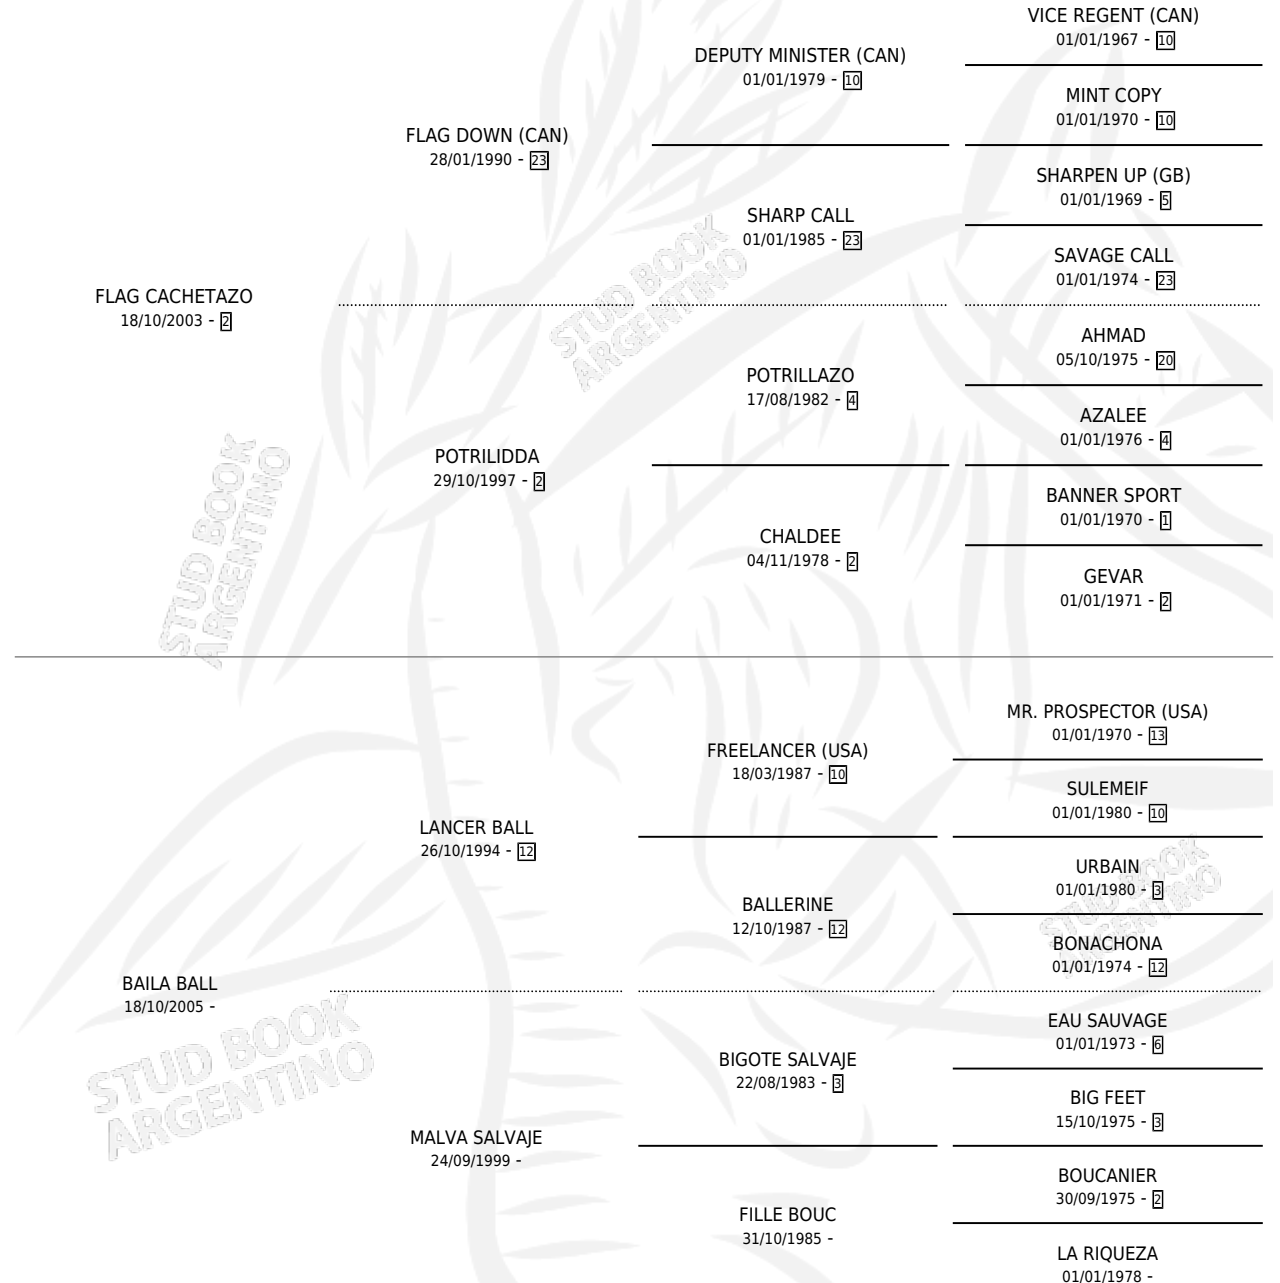 VICE REGENT (CAN)
01/01/1967 - 10
DEPUTY MINISTER (CAN)
01/01/1979 - 10
MINT COPY
01/01/1970 - 10
FLAG DOWN (CAN)
28/01/1990 - 23
SHARPEN UP (GB)
01/01/1969 - 5
SHARP CALL
01/01/1985 - 23
SAVAGE CALL
01/01/1974 - 23
FLAG CACHETAZO
18/10/2003 - 2
AHMAD
05/10/1975 - 20
POTRILLAZO
17/08/1982 - 4
AZALEE
01/01/1976 - 4
POTRILIDDA
29/10/1997 - 2
BANNER SPORT
01/01/1970 - 1
CHALDEE
04/11/1978 - 2
GEVAR
01/01/1971 - 2
MR. PROSPECTOR (USA)
01/01/1970 - 13
FREELANCER (USA)
18/03/1987 - 10
SULEMEIF
01/01/1980 - 10
LANCER BALL
26/10/1994 - 12
URBAIN
01/01/1980 - 3
BALLERINE
12/10/1987 - 12
BONACHONA
01/01/1974 - 12
BAILA BALL
18/10/2005 -
EAU SAUVAGE
01/01/1973 - 6
BIGOTE SALVAJE
22/08/1983 - 3
BIG FEET
15/10/1975 - 3
MALVA SALVAJE
24/09/1999 -
BOUCANIER
30/09/1975 - 2
FILLE BOUC
31/10/1985 -
LA RIQUEZA
01/01/1978 -
STUD BOOK
ARGENTINO
STUD BOOK
ARGENTINO
STUD BOOK
ARGENTINO
STUD BOOK
ARGENTINO